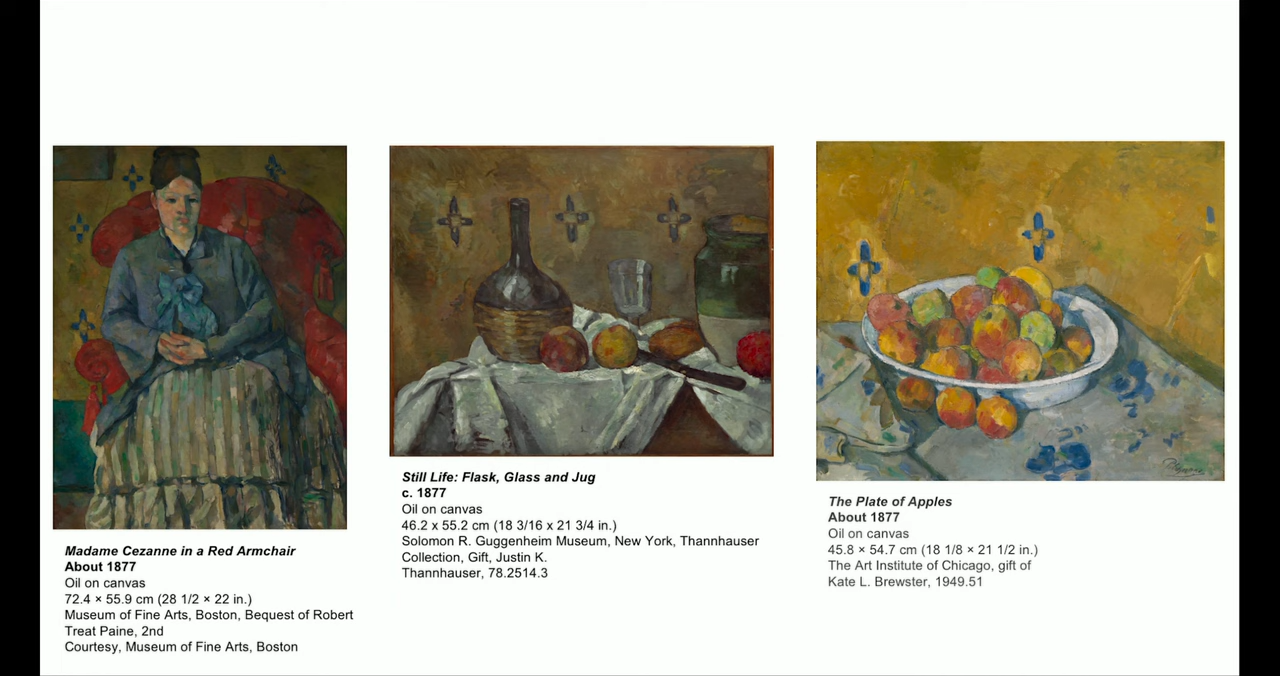 Madame Cezanne in a Red Armchair
About 1877
Oil on canvas
72.4 × 55.9 cm (28 1/2 × 22 in.)
Museum of Fine Arts, Boston, Bequest of Robert
Treat Paine, 2nd
Courtesy, Museum of Fine Arts, Boston
Still Life: Flask, Glass and Jug
c. 1877
Oil on canvas
46.2 x 55.2 cm (18 3/16 x 21 3/4 in.)
Solomon R. Guggenheim Museum, New York, Thannhauser
Collection, Gift, Justin K.
Thannhauser, 78.2514.3
The Plate of Apples
About 1877
Oil on canvas
45.8 × 54.7 cm (18 1/8 × 21 1/2 in.)
The Art Institute of Chicago, gift of
Kate L. Brewster, 1949.51